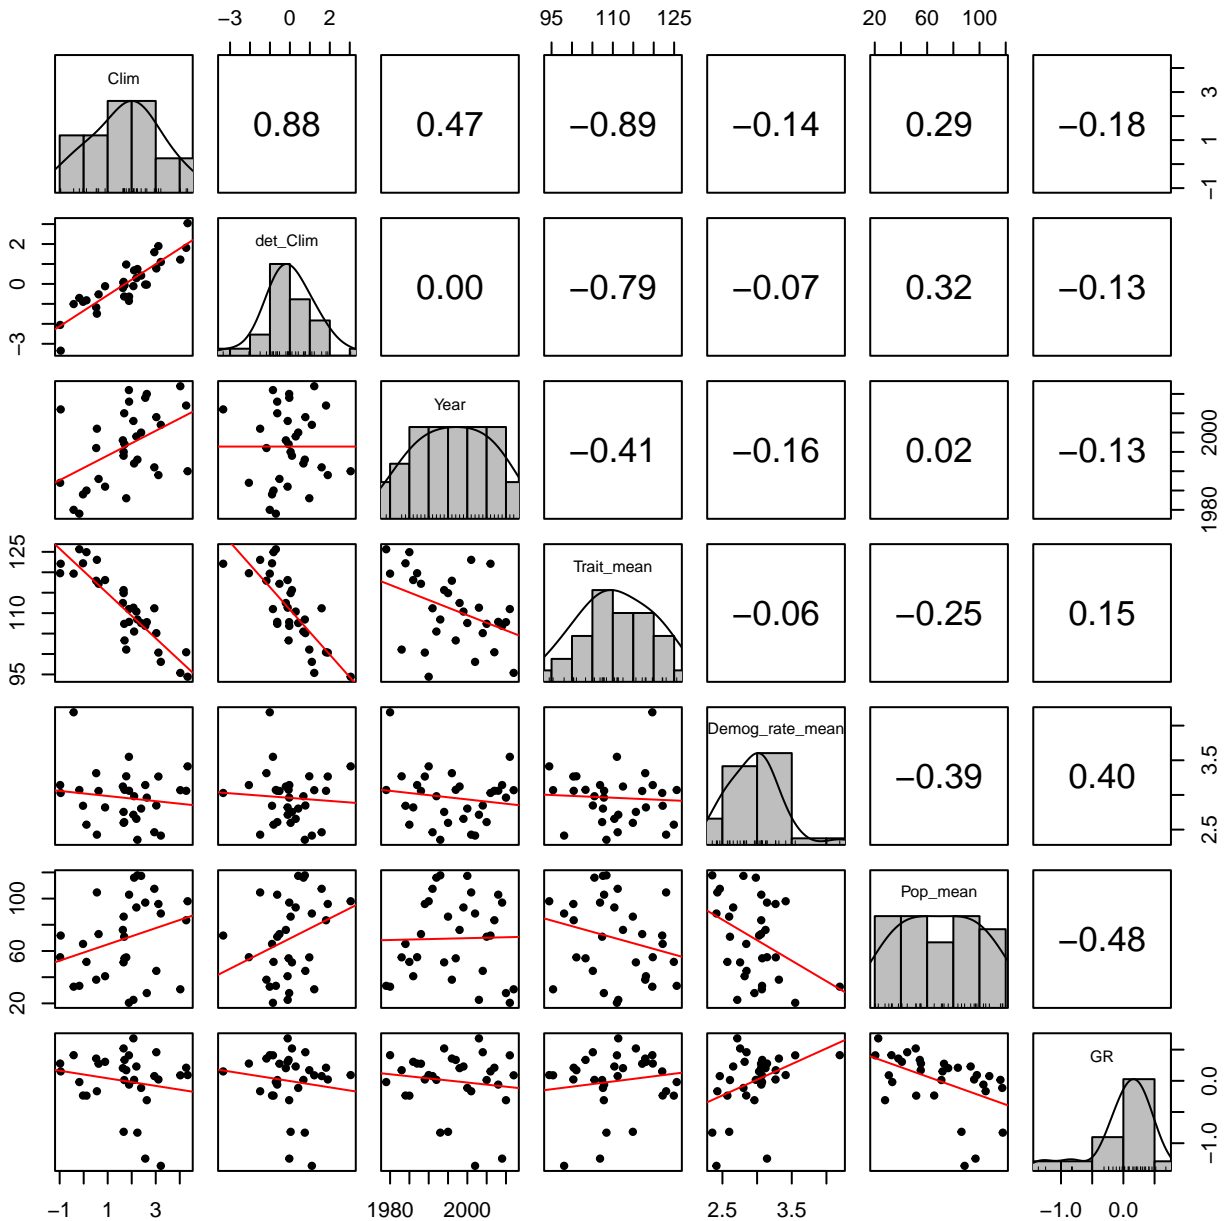 −3 0 2 95 110 125 20 60 100
Clim 0.88 0.47 −0.89 −0.14 0.29 −0.18 −1 1 3
−3 0 2 det_Clim 0.00 −0.79 −0.07 0.32 −0.13
Year −0.41 −0.16 0.02 −0.13 1980 2000
95 110 125 Trait_mean −0.06 −0.25 0.15
Demog_rate_mean −0.39 0.40 2.5 3.5
20 60 100 Pop_mean −0.48
GR −1.0 0.0
−1 1 3 1980 2000 2.5 3.5 −1.0 0.0